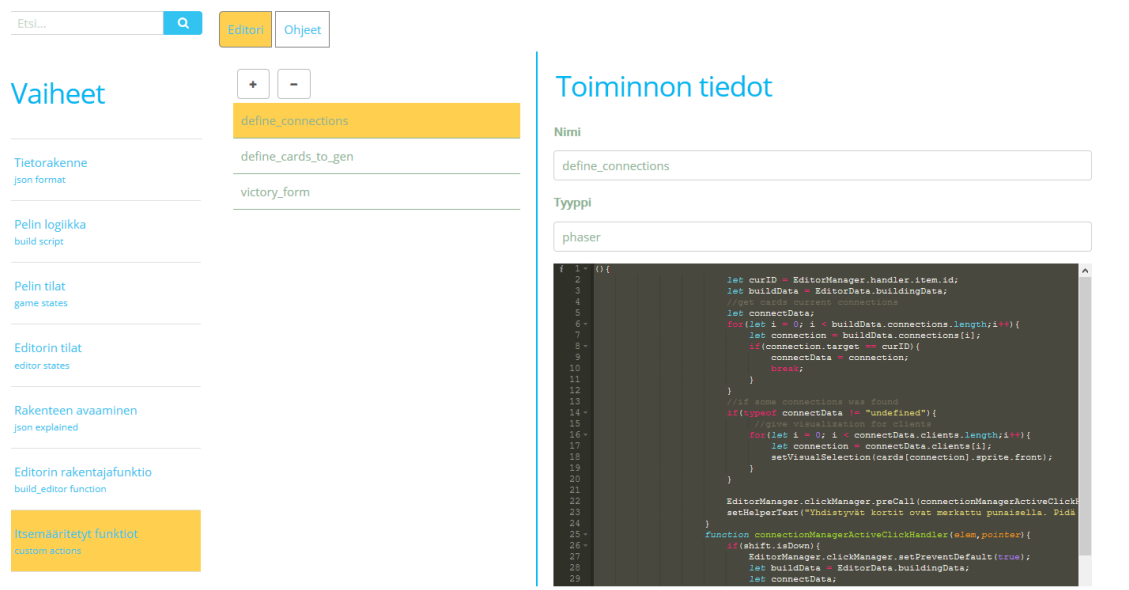 Etsi...
Editori
Ohjeet
Vaiheet
Tietorakenne
json format
Pelin logiikka
build script
Pelin tilat
game states
Editorin tilat
editor states
Rakenteen avaaminen
json explained
Editorin rakentajafunktio
build_editor function
Itsemääritetyt funktiot
custom actions
+ -
define_connections
define_cards_to_gen
victory_form
Toiminnon tiedot
Nimi
define_connections
Tyyppi
phaser
i 1 (){
2 let curID = EditorManager.handler.item.id;
3 let buildData = EditorData.buildingData;
4 //get cards current connections
5 let connectData;
6 for(let i = 0; i < buildData.connections.length;i++){
7 let connection = buildData.connections[i];
8 if(connection.target == curID){
9 connectData = connection;
10 break;
11 }
12 }
13 //if some connections was found
14 if(typeof connectData != "undefined"){
15 //give visualization for clients
16 for(let i = 0; i < connectData.clients.length;i++){
17 let connection = connectData.clients[i];
18 setVisualSelection(cards[connection].sprite.front);
19 }
20 }
21
22 EditorManager.clickManager.preCall(connectionManagerActiveClickH
23 setHelperText("Yhdistyvät kortit ovat merkattu punaisella. Pidä
24 }
25 function connectionManagerActiveClickHandler(elem,pointer){
26 if(shift.isDown){
27 EditorManager.clickManager.setPreventDefault(true);
28 let buildData = EditorData.buildingData;
29 let connectData;